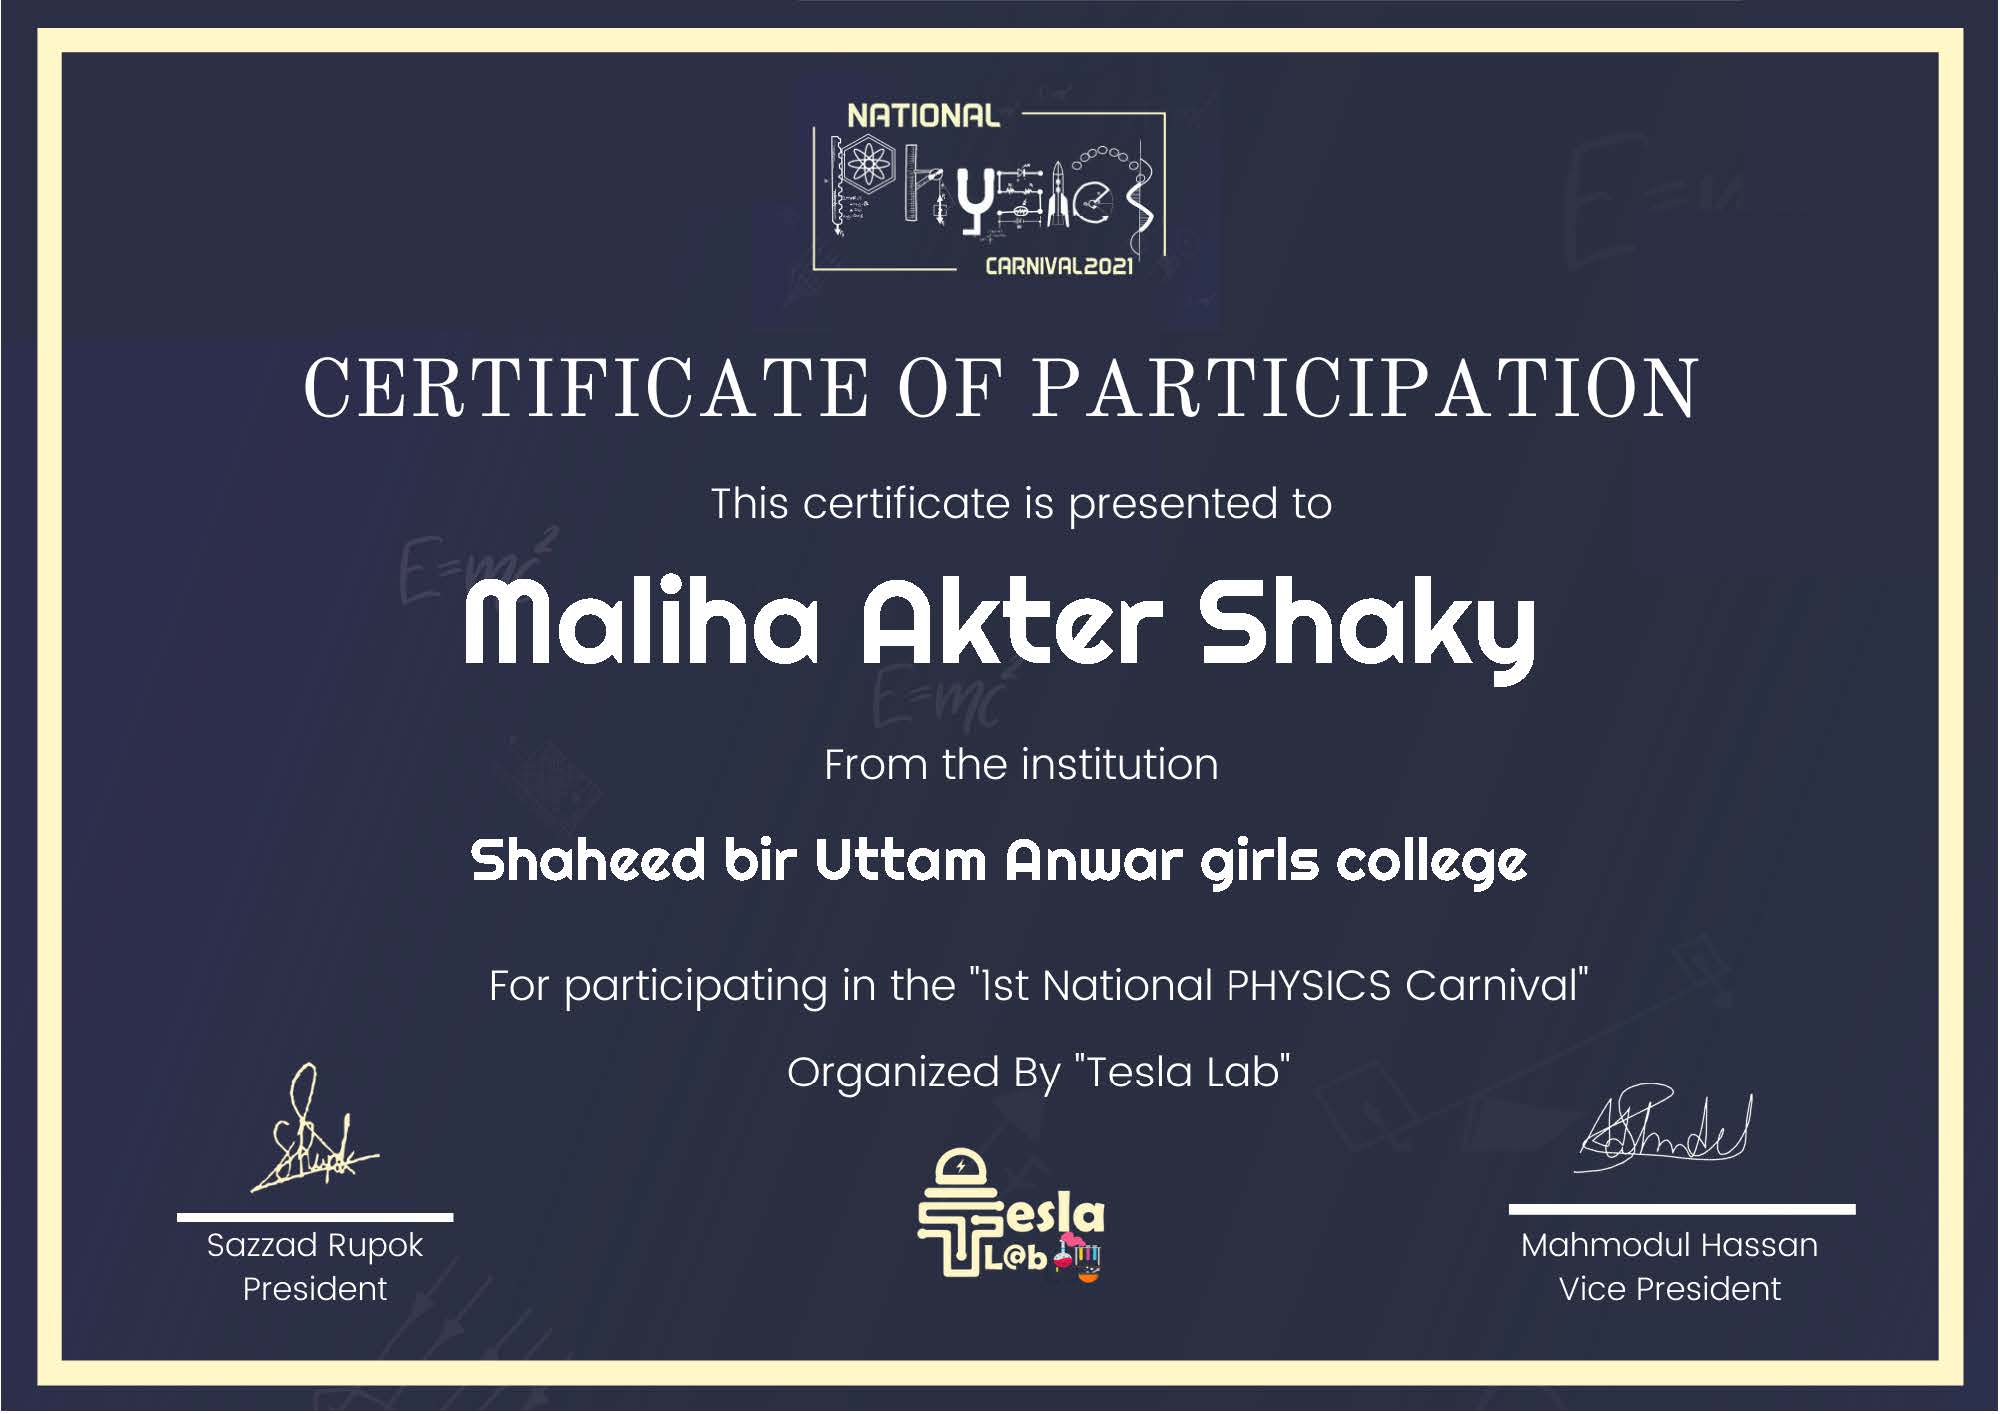 NATIONAL
Physics
CARNIVAL2021
CERTIFICATE OF PARTICIPATION
This certificate is presented to
E=mc²
Maliha Akter Shaky
E=mc²
From the institution
Shaheed bir Uttam Anwar girls college
For participating in the "1st National PHYSICS Carnival"
Organized By "Tesla Lab"
Tesla
L@b
Sazzad Rupok
President
Mahmodul Hassan
Vice President